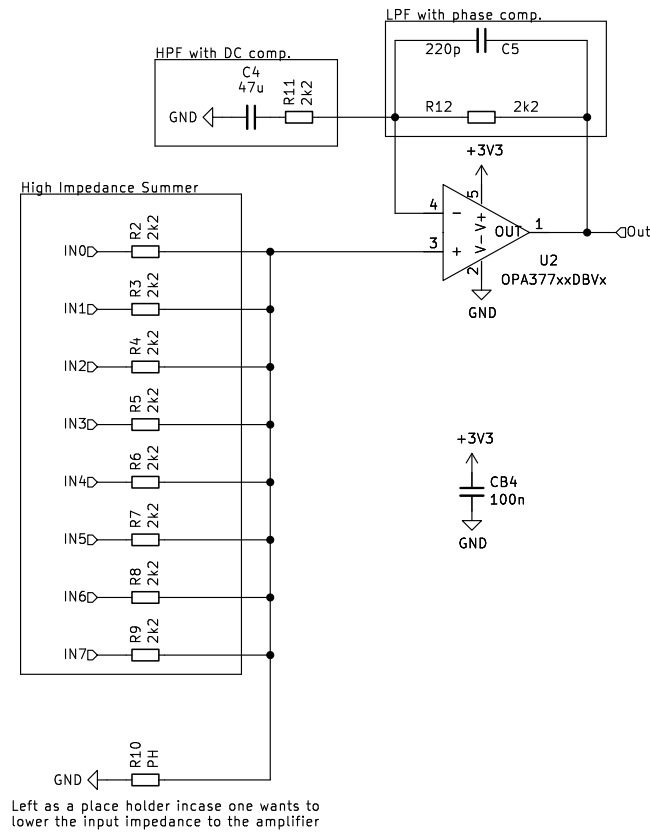 LPF with phase comp.
220p C5
HPF with DC comp.
C4
47u
R11
2k2
GND
R12 2k2
+3V3
High Impedance Summer
4
-
5
V+
OUT
1
Out
3
+
V-
2
U2
OPA377xxDBVx
GND
IN0
R2
2k2
IN1
R3
2k2
IN2
R4
2k2
IN3
R5
2k2
IN4
R6
2k2
IN5
R7
2k2
IN6
R8
2k2
IN7
R9
2k2
+3V3
CB4
100n
GND
R10
PH
GND
Left as a place holder incase one wants to
lower the input impedance to the amplifier